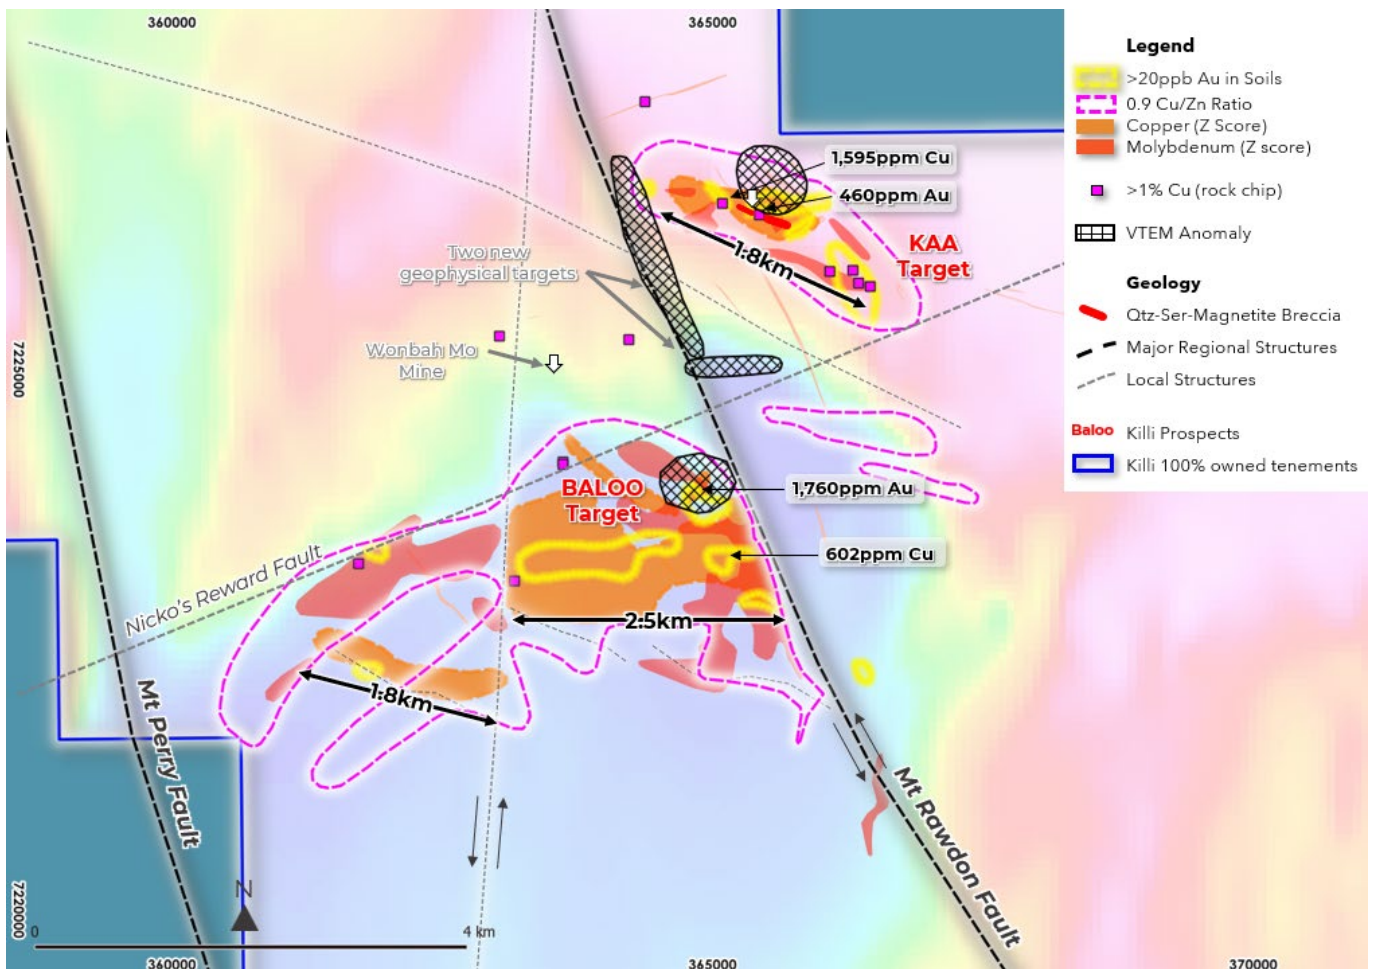 360000
365000
Legend
>20ppb Au in Soils
0.9 Cu/Zn Ratio
Copper (Z Score)
Molybdenum (Z score)
>1% Cu (rock chip)
VTEM Anomaly
Geology
Qtz-Ser-Magnetite Breccia
Major Regional Structures
Local Structures
Baloo Killi Prospects
Killi 100% owned tenements
1,595ppm Cu
460ppm Au
KAA
Target
1.8km
Two new
geophysical targets
Wonbah Mo
Mine
7225000
BALOO
Target
1,760ppm Au
602ppm Cu
Nicko's Reward Fault
2.5km
1.8km
Mt Perry Fault
Mt Rawdon Fault
7220000
N
0
4 km
360000
365000
370000